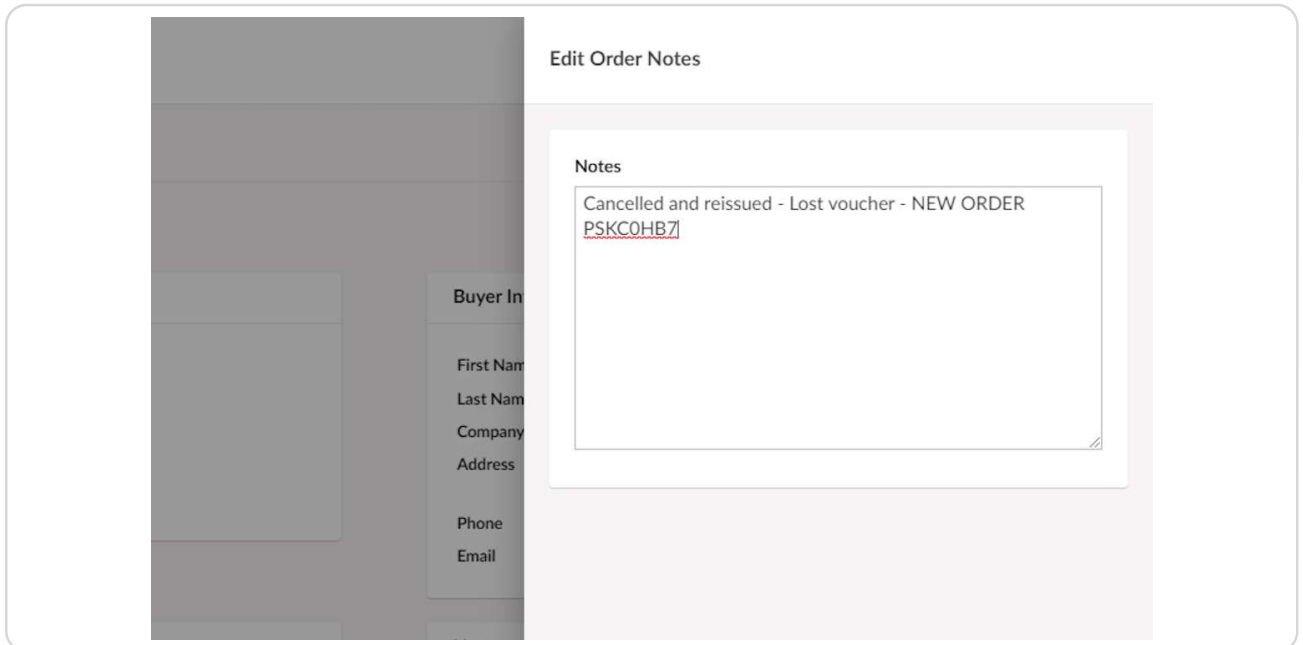 Edit Order Notes
Notes
Cancelled and reissued - Lost voucher - NEW ORDER
PSKC0HB7
Buyer In
First Nam
Last Nam
Company
Address
Phone
Email